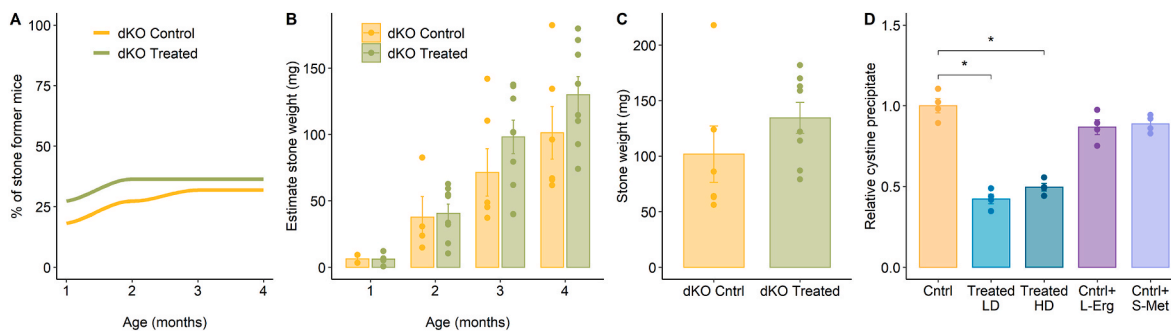 A
% of stone former mice
100
75
50
25
0
dKO Control
dKO Treated
1 2 3 4
Age (months)
B
Estimate stone weight (mg)
150
100
50
0
dKO Control
dKO Treated
1 2 3 4
Age (months)
C
Stone weight (mg)
200
150
100
50
0
dKO Cntrl dKO Treated
D
Relative cystine precipitate
1.0
0.5
0.0
*
*
Cntrl Treated Treated Cntrl+ Cntrl+
LD HD L-Erg S-Met